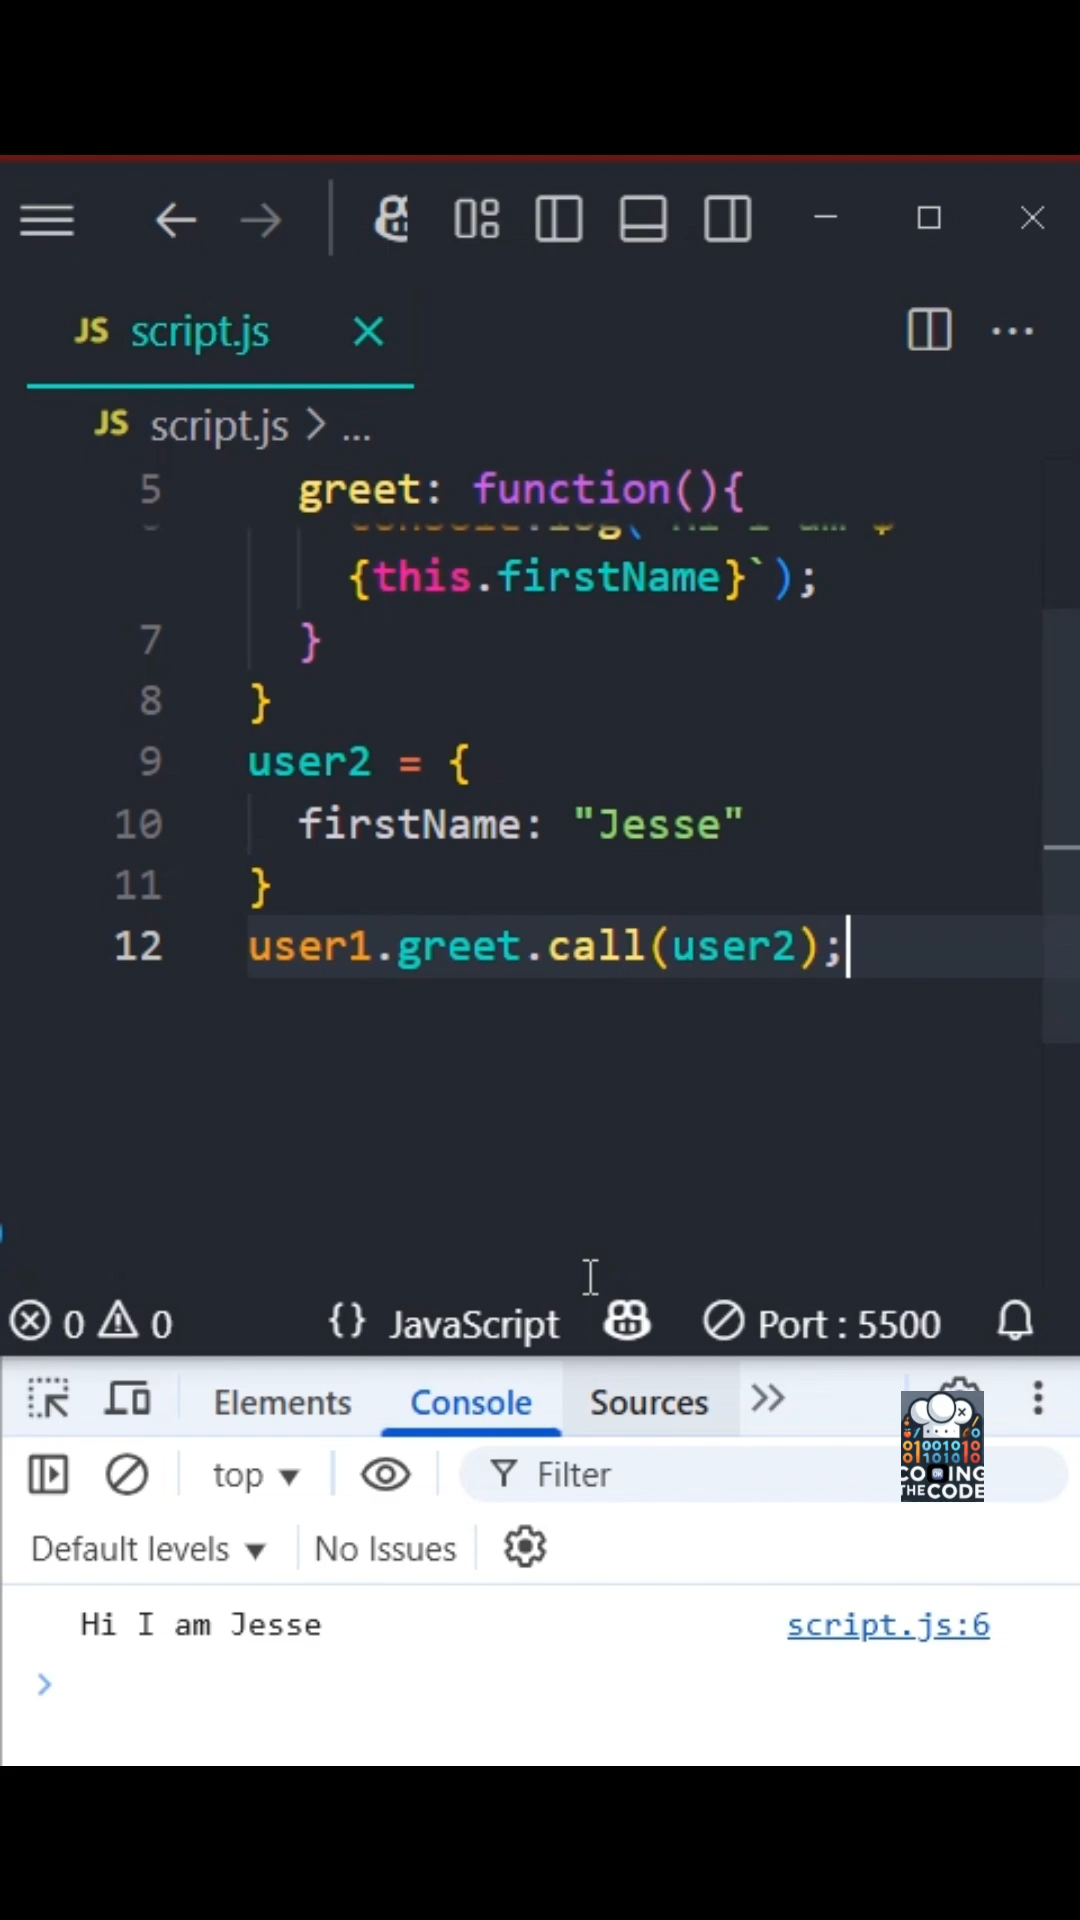 JS script.js
JS script.js > ...
5 greet: function(){
{this.firstName}`);
7 }
8 }
9 user2 = {
10 firstName: "Jesse"
11 }
12 user1.greet.call(user2);
0 0 {} JavaScript Port : 5500
Elements Console Sources >>
top Filter
Default levels No Issues
CODING
THE CODE
Hi I am Jesse script.js:6
>